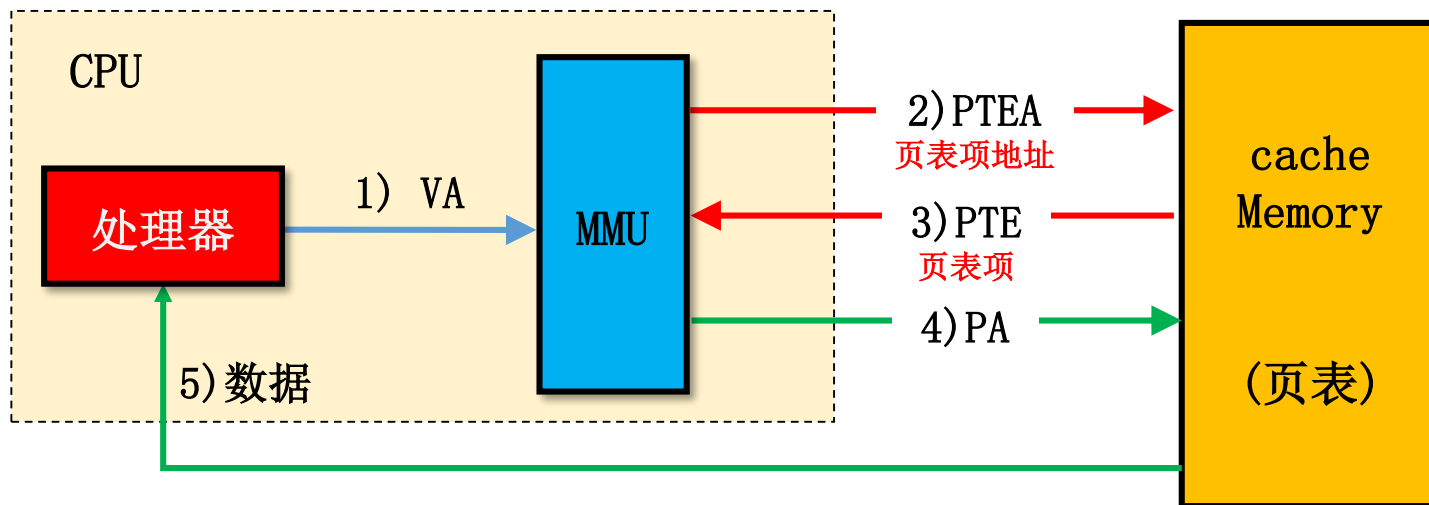 CPU
处理器
1) VA
MMU
2)PTEA
页表项地址
3)PTE
页表项
4)PA
5)数据
cache
Memory
(页表)